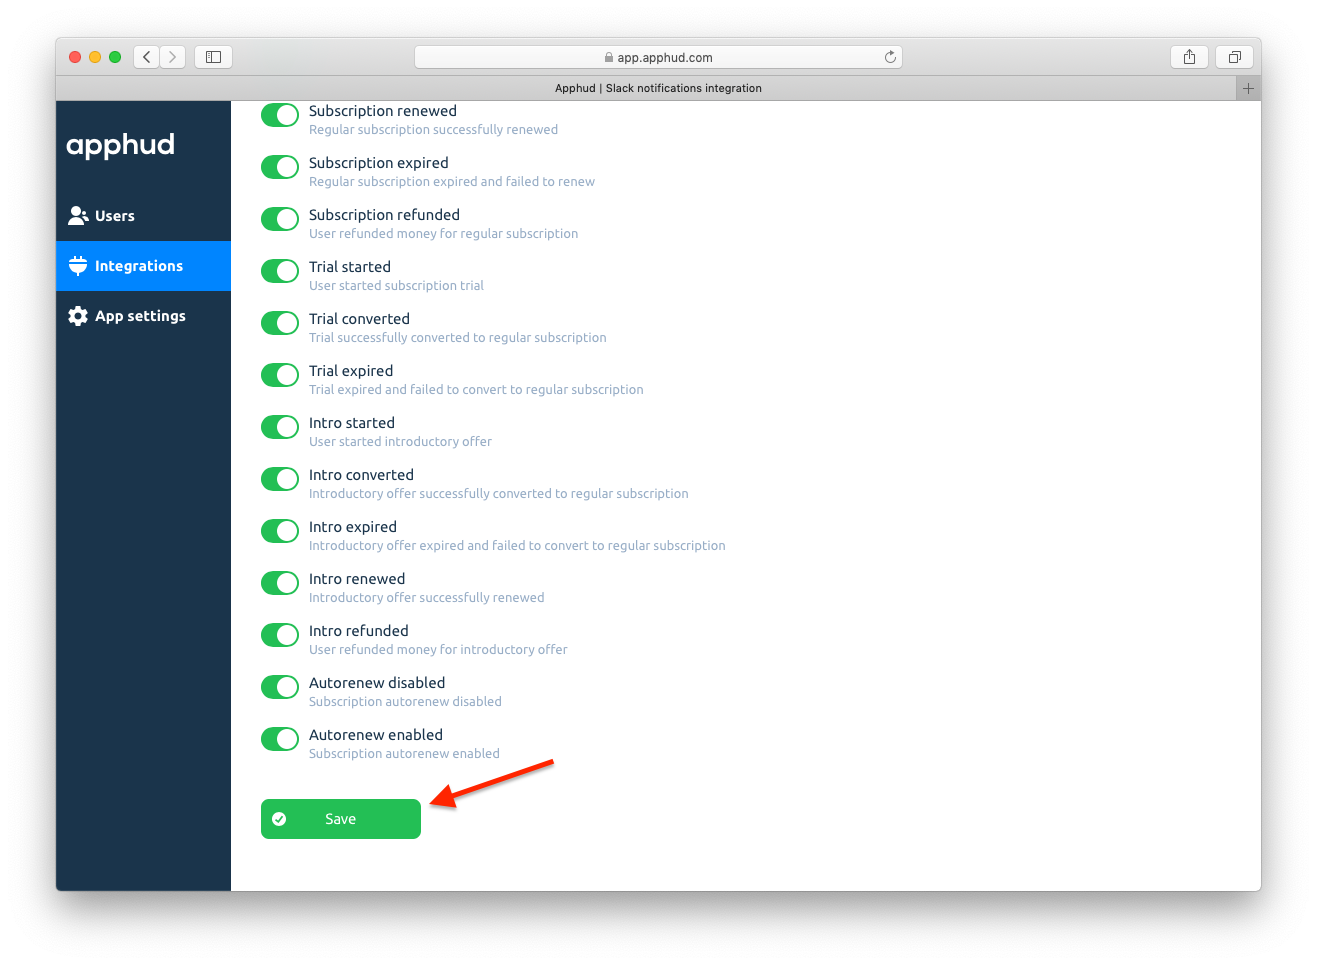 app.apphud.com
Apphud | Slack notifications integration
apphud
Users
Integrations
App settings
Subscription renewed
Regular subscription successfully renewed
Subscription expired
Regular subscription expired and failed to renew
Subscription refunded
User refunded money for regular subscription
Trial started
User started subscription trial
Trial converted
Trial successfully converted to regular subscription
Trial expired
Trial expired and failed to convert to regular subscription
Intro started
User started introductory offer
Intro converted
Introductory offer successfully converted to regular subscription
Intro expired
Introductory offer expired and failed to convert to regular subscription
Intro renewed
Introductory offer successfully renewed
Intro refunded
User refunded money for introductory offer
Autorenew disabled
Subscription autorenew disabled
Autorenew enabled
Subscription autorenew enabled
Save